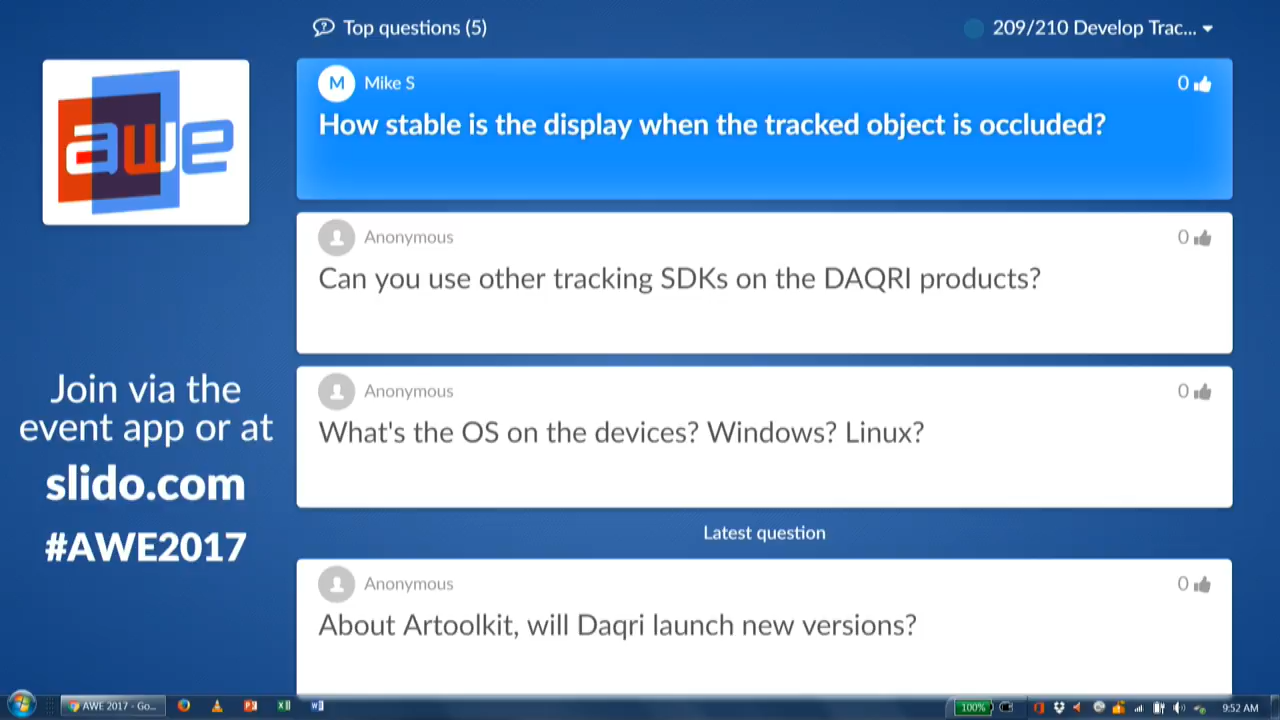 Top questions (5)
209/210 Develop Trac...
awe
M
Mike S
0
How stable is the display when the tracked object is occluded?
Anonymous
0
Can you use other tracking SDKs on the DAQRI products?
Anonymous
0
What's the OS on the devices? Windows? Linux?
Join via the
event app or at
slido.com
#AWE2017
Latest question
Anonymous
0
About Artoolkit, will Daqri launch new versions?
AWE 2017 - Go...
100%
9:52 AM